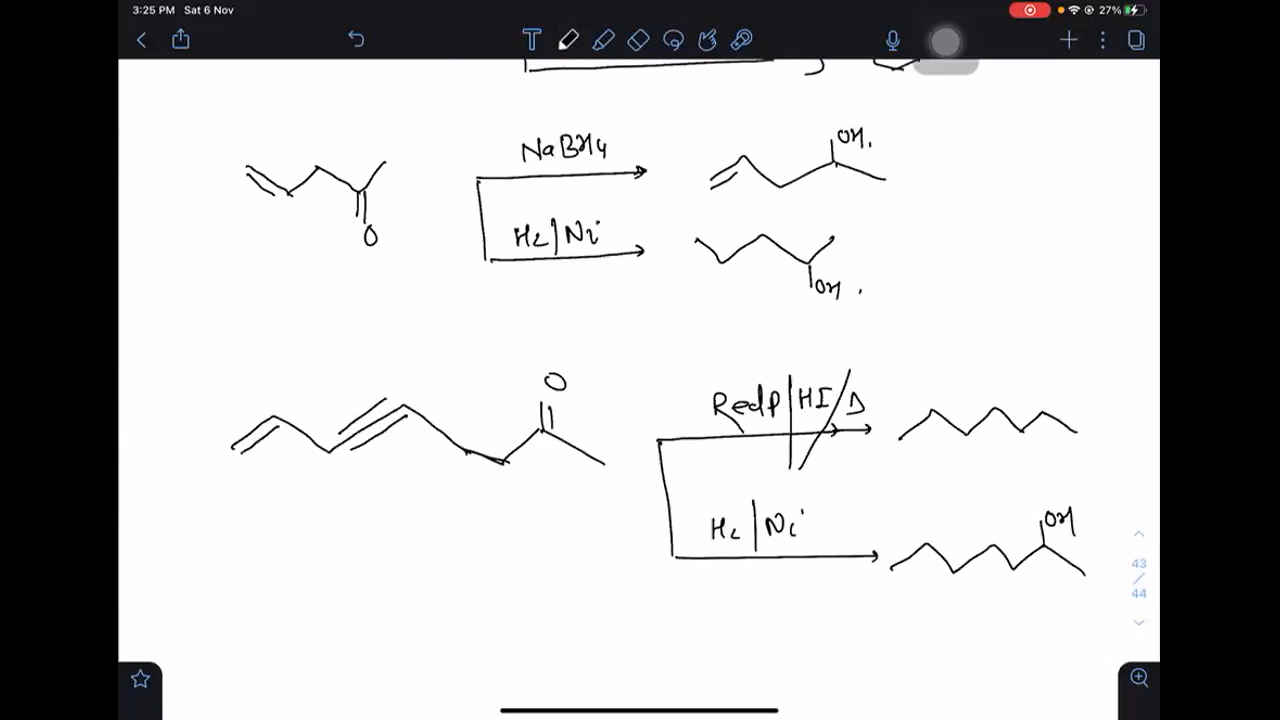 3:25 PM Sat 6 Nov
27%
T
NaBH4
OH.
O
H2 | Ni
OH.
O
Red P | HI / Δ
H2 | Ni
OH
43
/
44